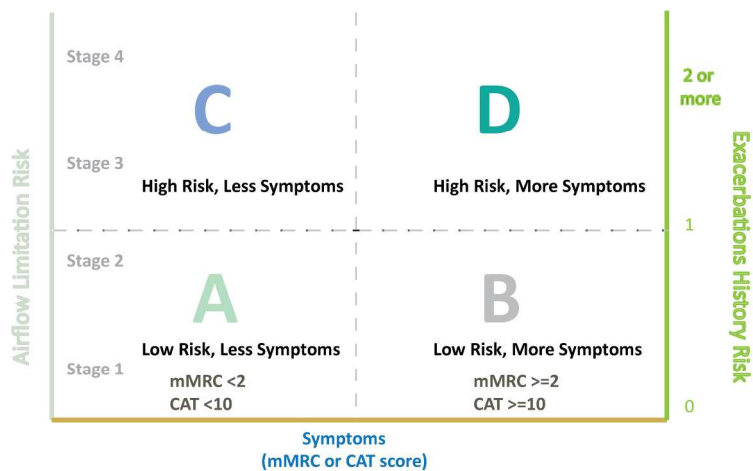 Stage 4
C
D
2 or
more
Stage 3
High Risk, Less Symptoms
High Risk, More Symptoms
Airflow Limitation Risk
Exacerbations History Risk
1
Stage 2
A
B
Low Risk, Less Symptoms
Low Risk, More Symptoms
Stage 1
mMRC <2
mMRC >=2
CAT <10
CAT >=10
0
Symptoms
(mMRC or CAT score)